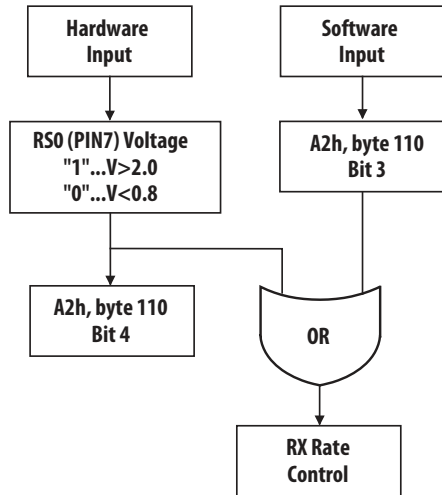 Hardware
Input
Software
Input
RS0 (PIN7) Voltage
"1"...V>2.0
"0"...V<0.8
A2h, byte 110
Bit 3
A2h, byte 110
Bit 4
OR
RX Rate
Control